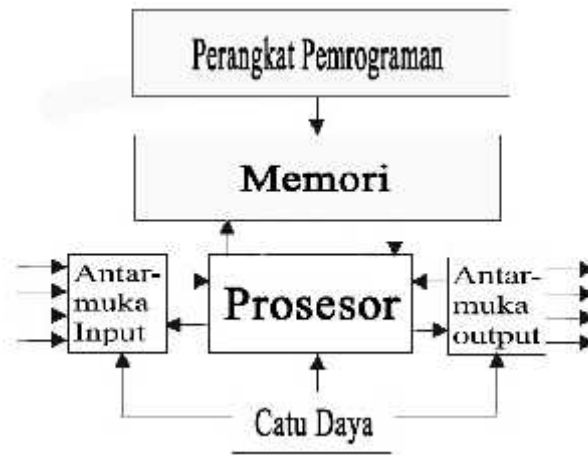 Perangkat Pemrograman
Memori
Antar-
muka
Input
Prosesor
Antar-
muka
output
Catu Daya